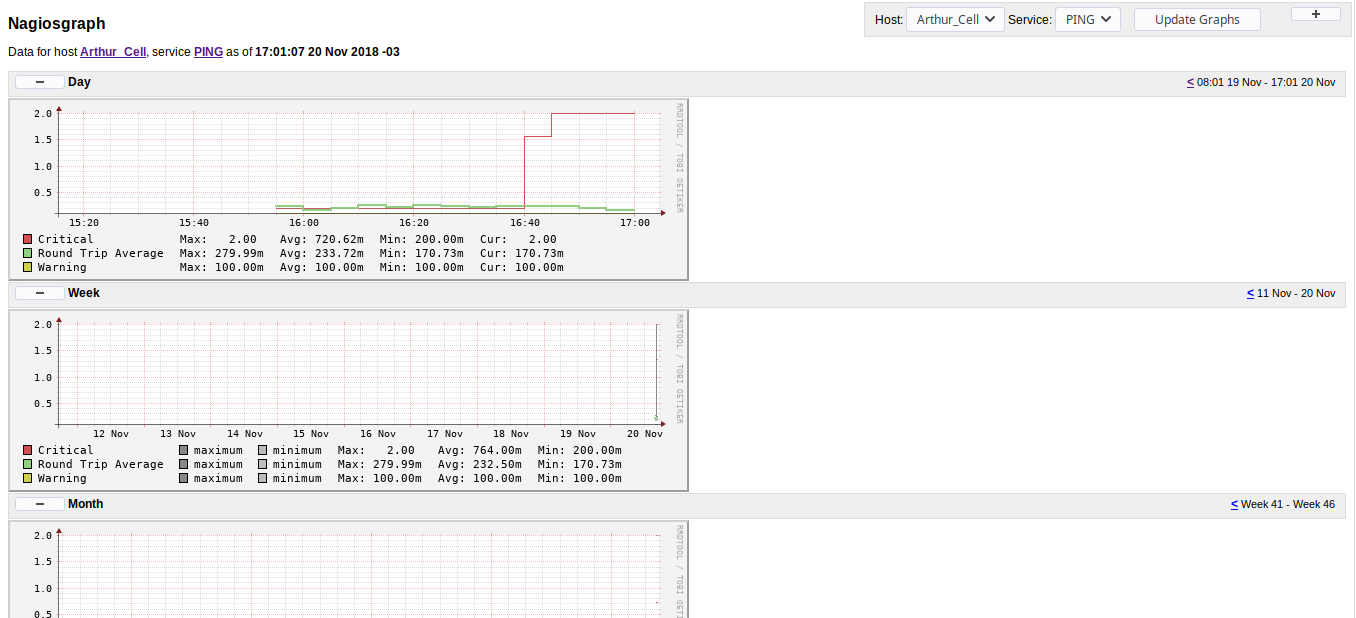 Nagiosgraph
Host: Arthur_Cell Service: PING Update Graphs +
Data for host Arthur_Cell, service PING as of 17:01:07 20 Nov 2018 -03
− Day < 08:01 19 Nov - 17:01 20 Nov
2.0
1.5
1.0
0.5
15:20 15:40 16:00 16:20 16:40 17:00
RRDTOOL / TOBI OETIKER
Critical Max: 2.00 Avg: 720.62m Min: 200.00m Cur: 2.00
Round Trip Average Max: 279.99m Avg: 233.72m Min: 170.73m Cur: 170.73m
Warning Max: 100.00m Avg: 100.00m Min: 100.00m Cur: 100.00m
− Week < 11 Nov - 20 Nov
2.0
1.5
1.0
0.5
12 Nov 13 Nov 14 Nov 15 Nov 16 Nov 17 Nov 18 Nov 19 Nov 20 Nov
RRDTOOL / TOBI OETIKER
Critical maximum minimum Max: 2.00 Avg: 764.00m Min: 200.00m
Round Trip Average maximum minimum Max: 279.99m Avg: 232.50m Min: 170.73m
Warning maximum minimum Max: 100.00m Avg: 100.00m Min: 100.00m
− Month < Week 41 - Week 46
2.0
1.5
1.0
0.5
RRDTOOL / TOBI OETI